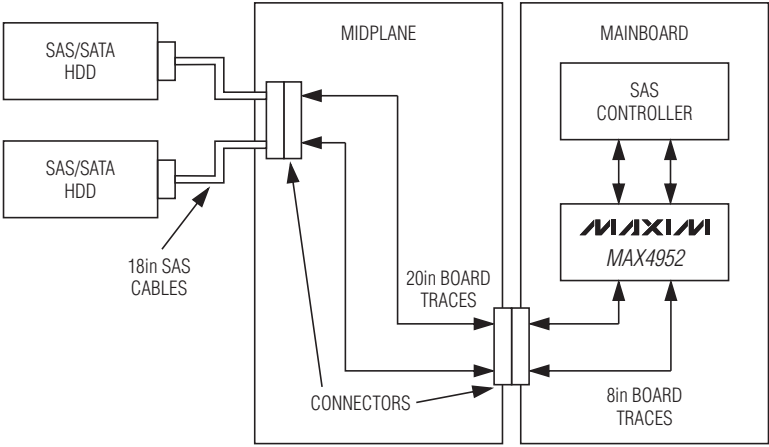 SAS/SATA
HDD
SAS/SATA
HDD
18in SAS
CABLES
MIDPLANE
20in BOARD
TRACES
CONNECTORS
MAINBOARD
SAS
CONTROLLER
MAXIM
MAX4952
8in BOARD
TRACES